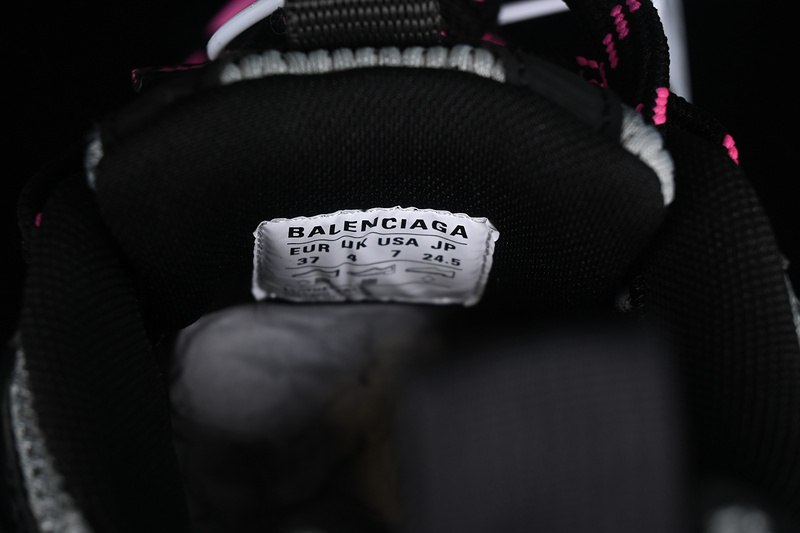 BALENCIAGA
EUR UK USA JP
37 4 7 24.5